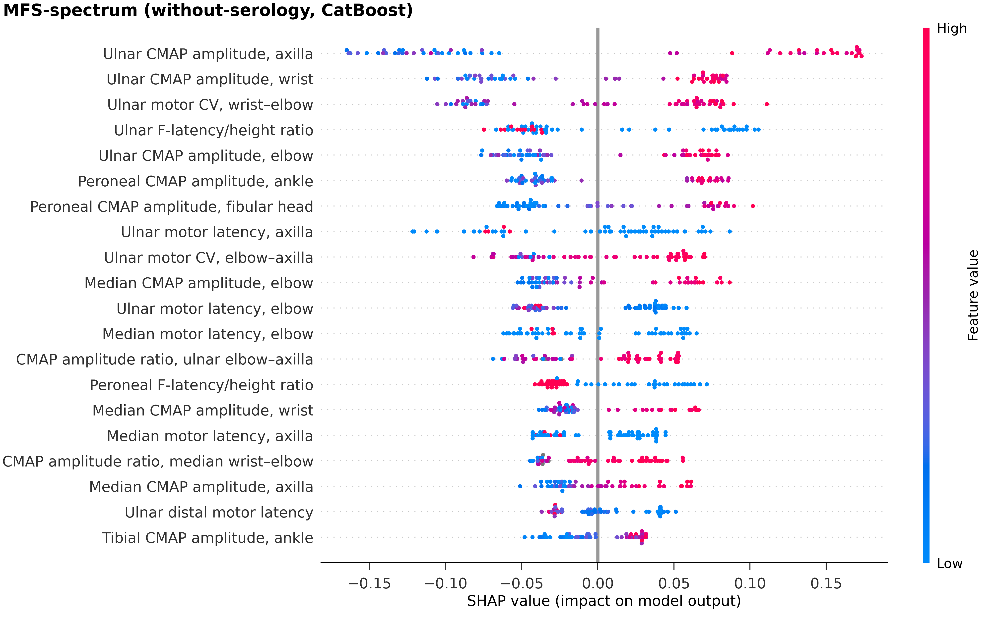 MFS-spectrum (without-serology, CatBoost)
High
Ulnar CMAP amplitude, axilla
Ulnar CMAP amplitude, wrist
Ulnar motor CV, wrist–elbow
Ulnar F-latency/height ratio
Ulnar CMAP amplitude, elbow
Peroneal CMAP amplitude, ankle
Peroneal CMAP amplitude, fibular head
Ulnar motor latency, axilla
Ulnar motor CV, elbow–axilla
Median CMAP amplitude, elbow
Ulnar motor latency, elbow
Median motor latency, elbow
CMAP amplitude ratio, ulnar elbow–axilla
Peroneal F-latency/height ratio
Median CMAP amplitude, wrist
Median motor latency, axilla
CMAP amplitude ratio, median wrist–elbow
Median CMAP amplitude, axilla
Ulnar distal motor latency
Tibial CMAP amplitude, ankle
Feature value
Low
−0.15 −0.10 −0.05 0.00 0.05 0.10 0.15
SHAP value (impact on model output)